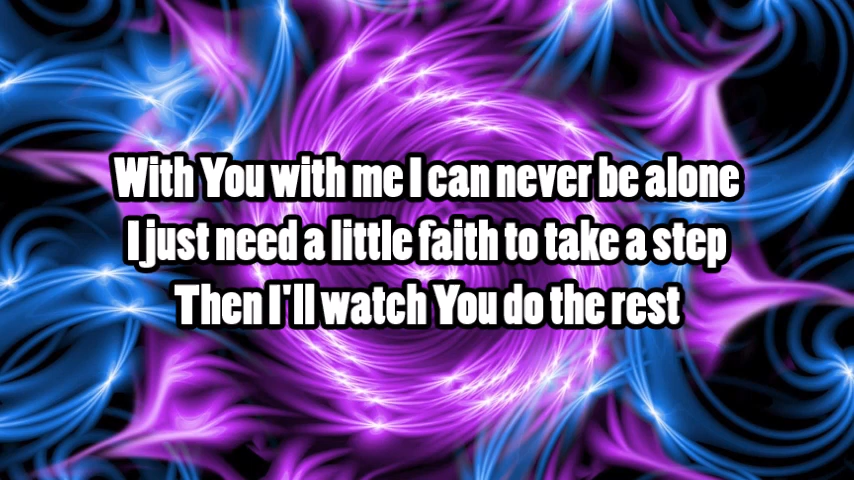 With You with me I can never be alone
I just need a little faith to take a step
Then I'll watch You do the rest